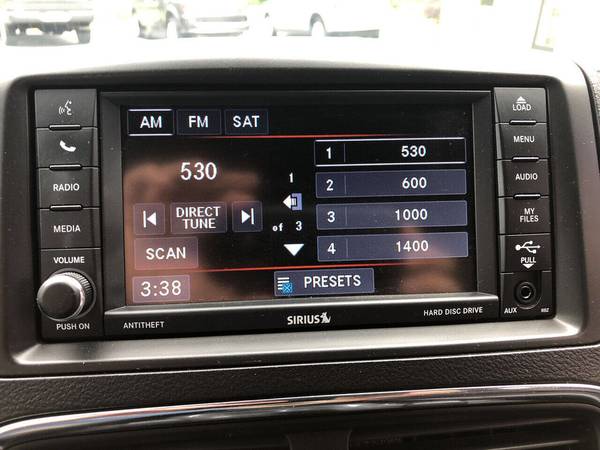 LOAD
AM FM SAT
MENU
RADIO
AUDIO
MEDIA
MY FILES
VOLUME
PULL
PUSH ON
AUX
RBZ
530
1 530
2 600
3 1000
4 1400
1
of 3
DIRECT TUNE
SCAN
3:38
PRESETS
ANTITHEFT
SIRIUS
HARD DISC DRIVE